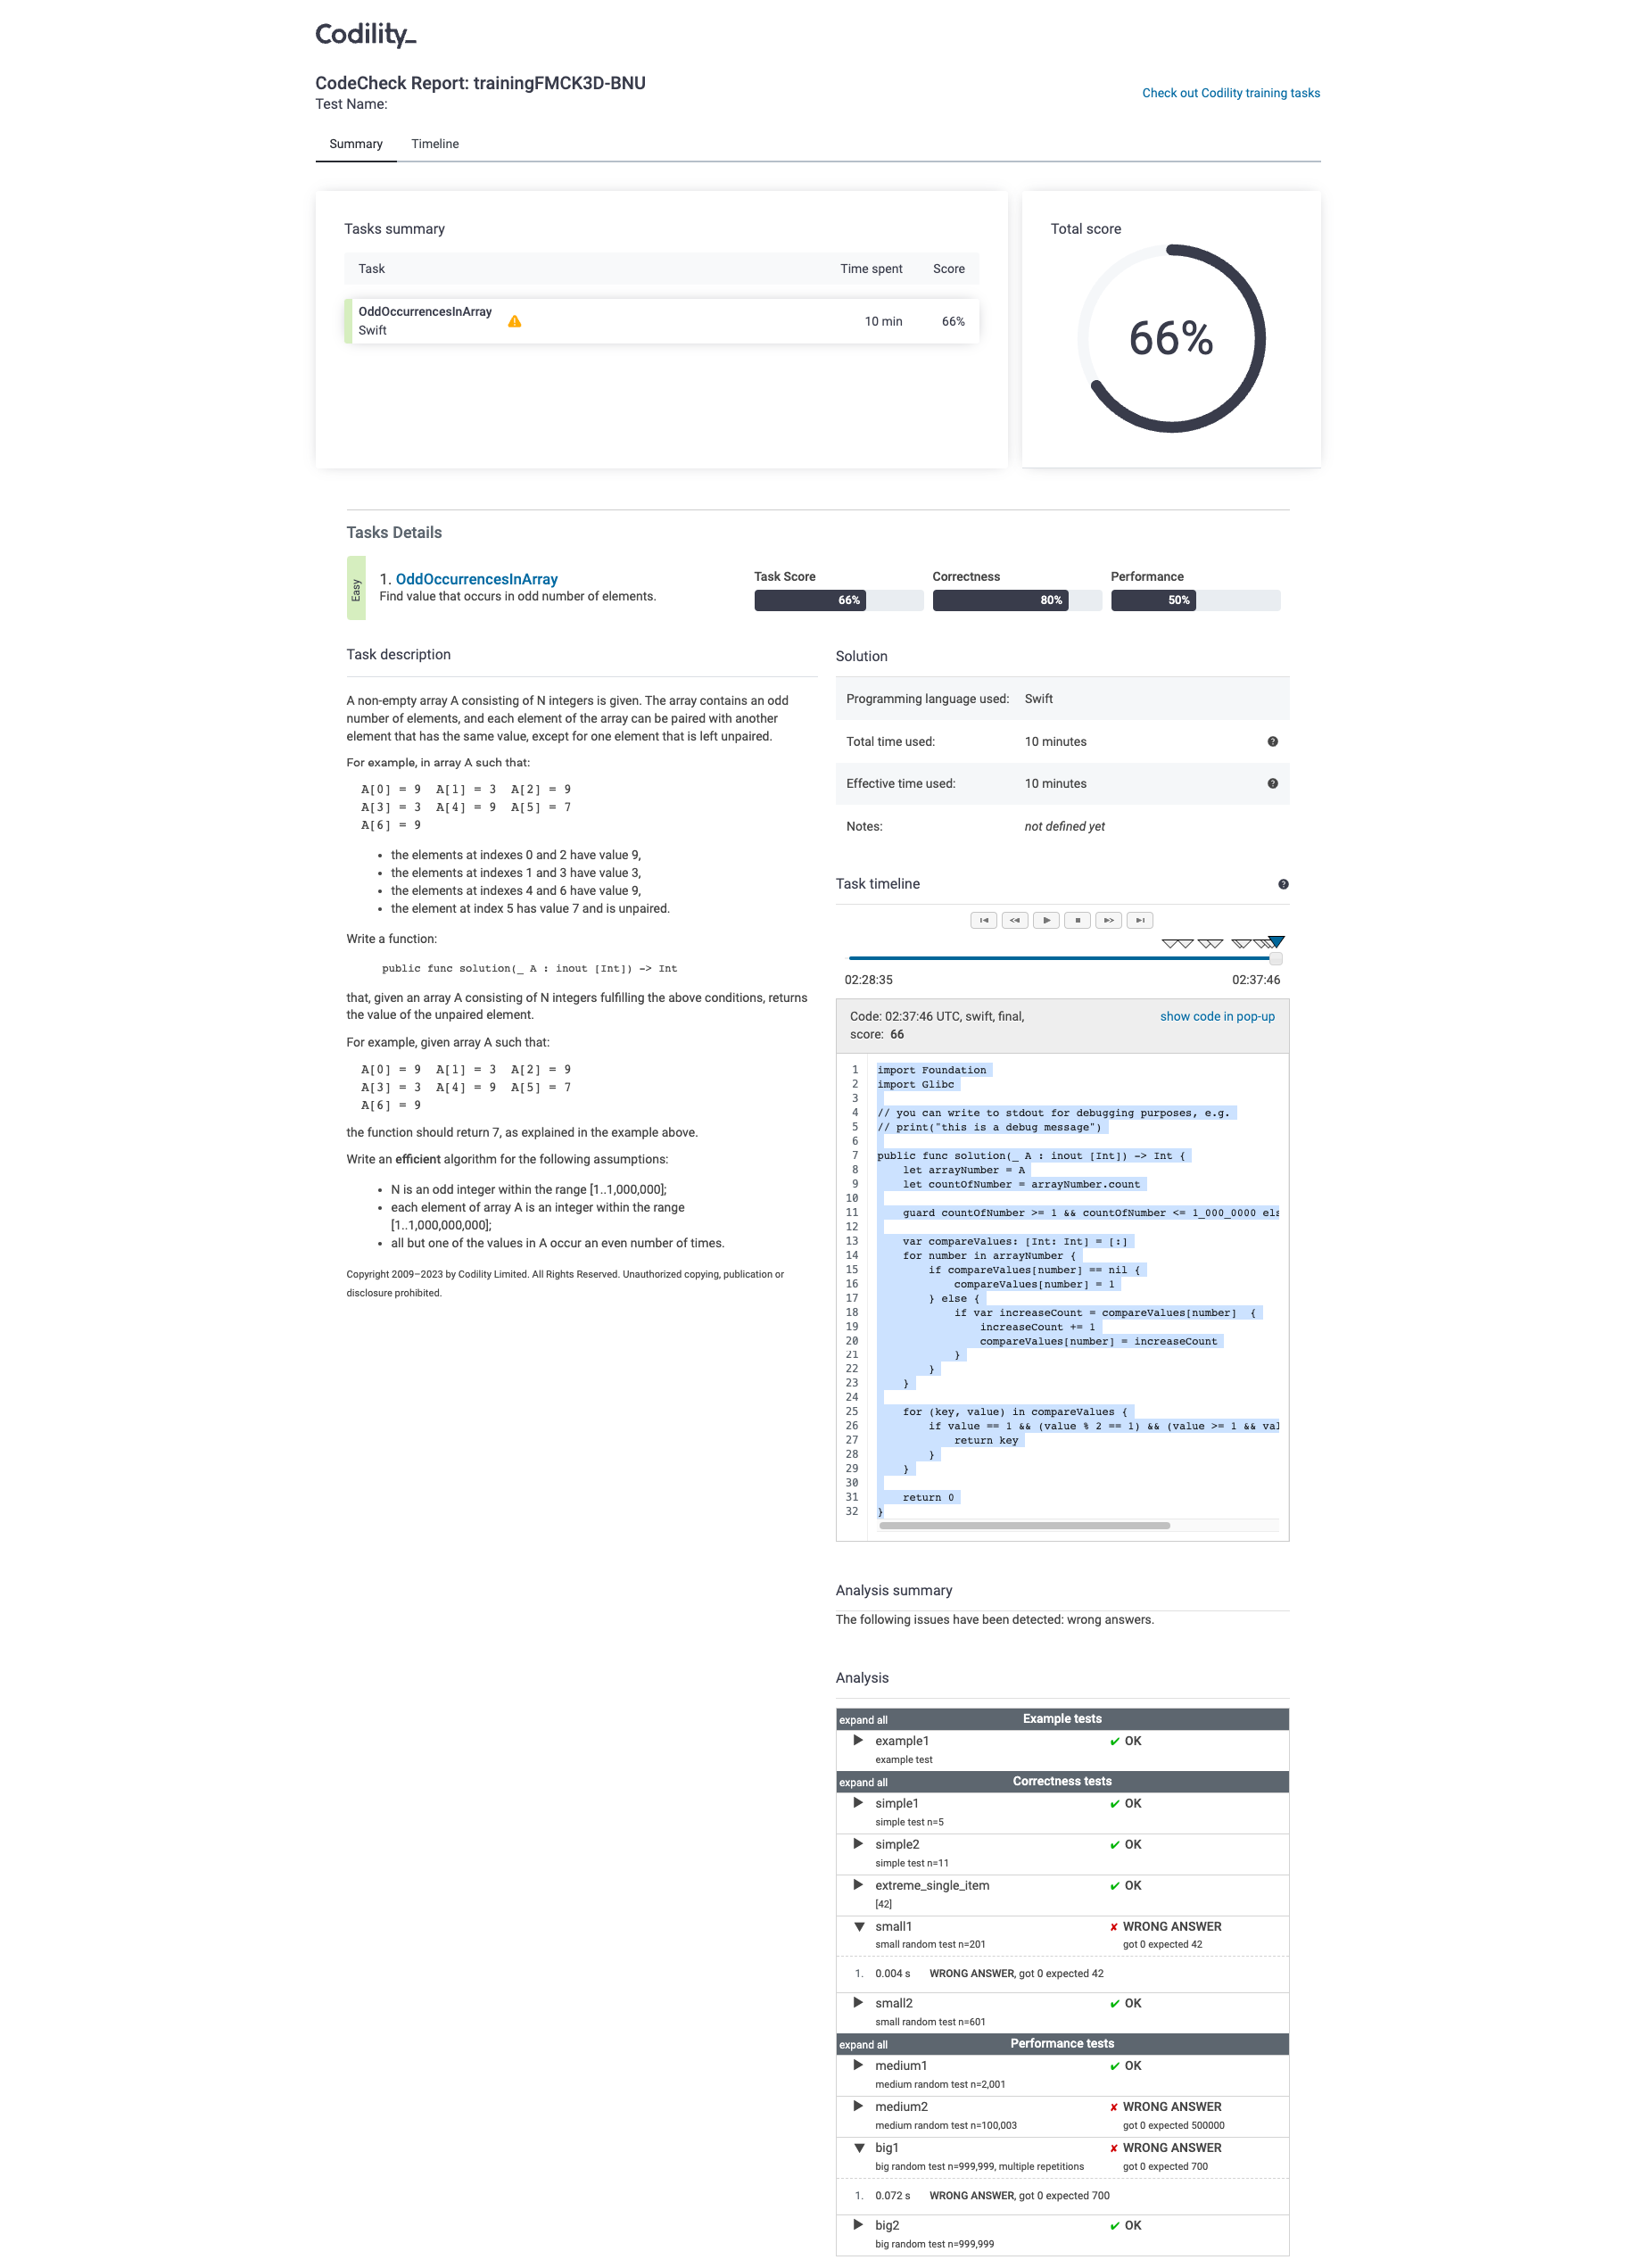 Codility_
CodeCheck Report: trainingFMCK3D-BNU
Test Name:
Check out Codility training tasks
Summary Timeline
Tasks summary
Task Time spent Score
OddOccurrencesInArray
Swift
10 min 66%
Total score
66%
Tasks Details
Easy
1. OddOccurrencesInArray
Find value that occurs in odd number of elements.
Task Score Correctness Performance
66% 80% 50%
Task description
A non-empty array A consisting of N integers is given. The array contains an odd
number of elements, and each element of the array can be paired with another
element that has the same value, except for one element that is left unpaired.
For example, in array A such that:
A[0] = 9 A[1] = 3 A[2] = 9
A[3] = 3 A[4] = 9 A[5] = 7
A[6] = 9
• the elements at indexes 0 and 2 have value 9,
• the elements at indexes 1 and 3 have value 3,
• the elements at indexes 4 and 6 have value 9,
• the element at index 5 has value 7 and is unpaired.
Write a function:
public func solution(_ A : inout [Int]) -> Int
that, given an array A consisting of N integers fulfilling the above conditions, returns
the value of the unpaired element.
For example, given array A such that:
A[0] = 9 A[1] = 3 A[2] = 9
A[3] = 3 A[4] = 9 A[5] = 7
A[6] = 9
the function should return 7, as explained in the example above.
Write an efficient algorithm for the following assumptions:
• N is an odd integer within the range [1..1,000,000];
• each element of array A is an integer within the range
[1..1,000,000,000];
• all but one of the values in A occur an even number of times.
Copyright 2009–2023 by Codility Limited. All Rights Reserved. Unauthorized copying, publication or
disclosure prohibited.
Solution
Programming language used: Swift
Total time used: 10 minutes
Effective time used: 10 minutes
Notes: not defined yet
Task timeline
02:28:35 02:37:46
Code: 02:37:46 UTC, swift, final,
score: 66
show code in pop-up
1 import Foundation
2 import Glibc
3
4 // you can write to stdout for debugging purposes, e.g.
5 // print("this is a debug message")
6
7 public func solution(_ A : inout [Int]) -> Int {
8 let arrayNumber = A
9 let countOfNumber = arrayNumber.count
10
11 guard countOfNumber >= 1 && countOfNumber <= 1_000_0000 els
12
13 var compareValues: [Int: Int] = [:]
14 for number in arrayNumber {
15 if compareValues[number] == nil {
16 compareValues[number] = 1
17 } else {
18 if var increaseCount = compareValues[number] {
19 increaseCount += 1
20 compareValues[number] = increaseCount
21 }
22 }
23 }
24
25 for (key, value) in compareValues {
26 if value == 1 && (value % 2 == 1) && (value >= 1 && val
27 return key
28 }
29 }
30
31 return 0
32 }
Analysis summary
The following issues have been detected: wrong answers.
Analysis
expand all Example tests
example1 ✔ OK
example test
expand all Correctness tests
simple1 ✔ OK
simple test n=5
simple2 ✔ OK
simple test n=11
extreme_single_item ✔ OK
[42]
small1 ✘ WRONG ANSWER
small random test n=201 got 0 expected 42
1. 0.004 s WRONG ANSWER, got 0 expected 42
small2 ✔ OK
small random test n=601
expand all Performance tests
medium1 ✔ OK
medium random test n=2,001
medium2 ✘ WRONG ANSWER
medium random test n=100,003 got 0 expected 500000
big1 ✘ WRONG ANSWER
big random test n=999,999, multiple repetitions got 0 expected 700
1. 0.072 s WRONG ANSWER, got 0 expected 700
big2 ✔ OK
big random test n=999,999